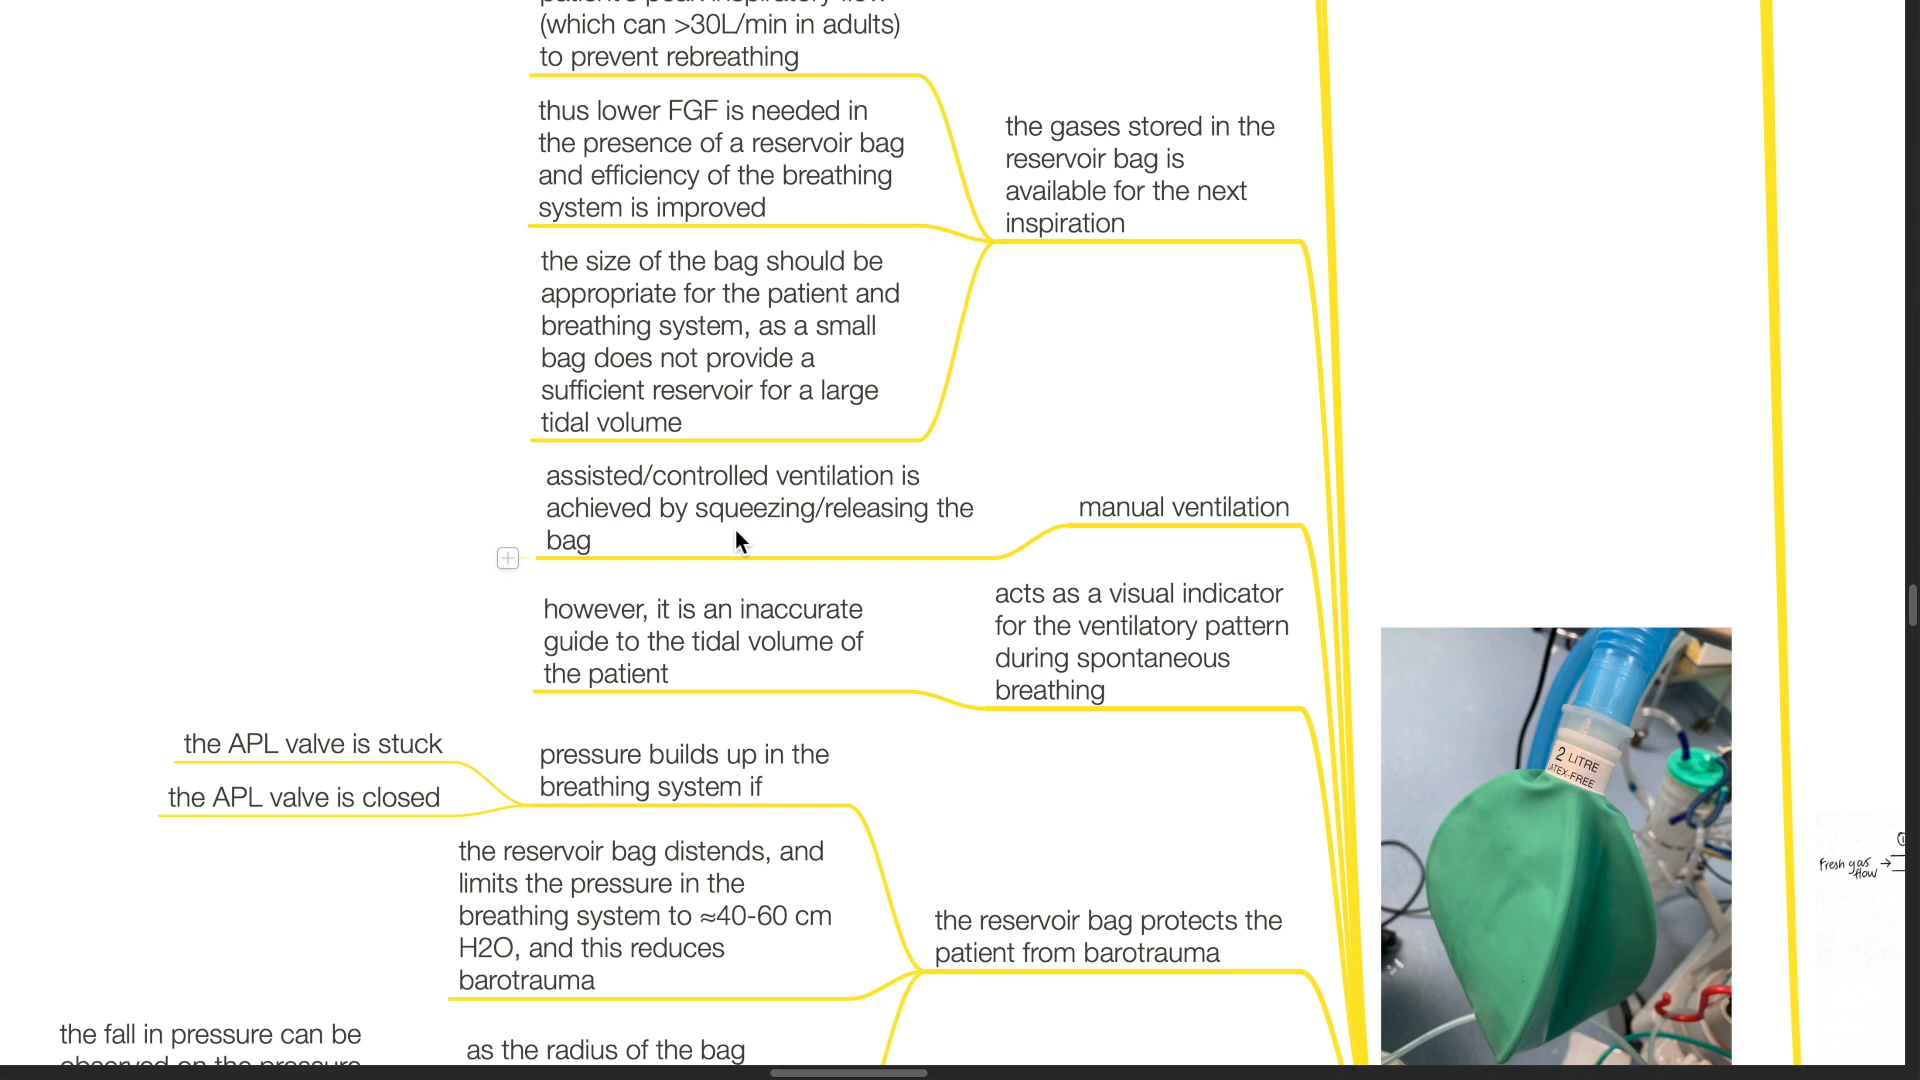 patient's peak inspiratory flow
(which can >30L/min in adults)
to prevent rebreathing
thus lower FGF is needed in
the presence of a reservoir bag
and efficiency of the breathing
system is improved
the gases stored in the
reservoir bag is
available for the next
inspiration
the size of the bag should be
appropriate for the patient and
breathing system, as a small
bag does not provide a
sufficient reservoir for a large
tidal volume
assisted/controlled ventilation is
achieved by squeezing/releasing the
bag
manual ventilation
however, it is an inaccurate
guide to the tidal volume of
the patient
acts as a visual indicator
for the ventilatory pattern
during spontaneous
breathing
the APL valve is stuck
the APL valve is closed
pressure builds up in the
breathing system if
the reservoir bag distends, and
limits the pressure in the
breathing system to ≈40-60 cm
H2O, and this reduces
barotrauma
the reservoir bag protects the
patient from barotrauma
the fall in pressure can be
observed on the pressure
as the radius of the bag
2 LITRE
LATEX-FREE
Fresh gas
flow